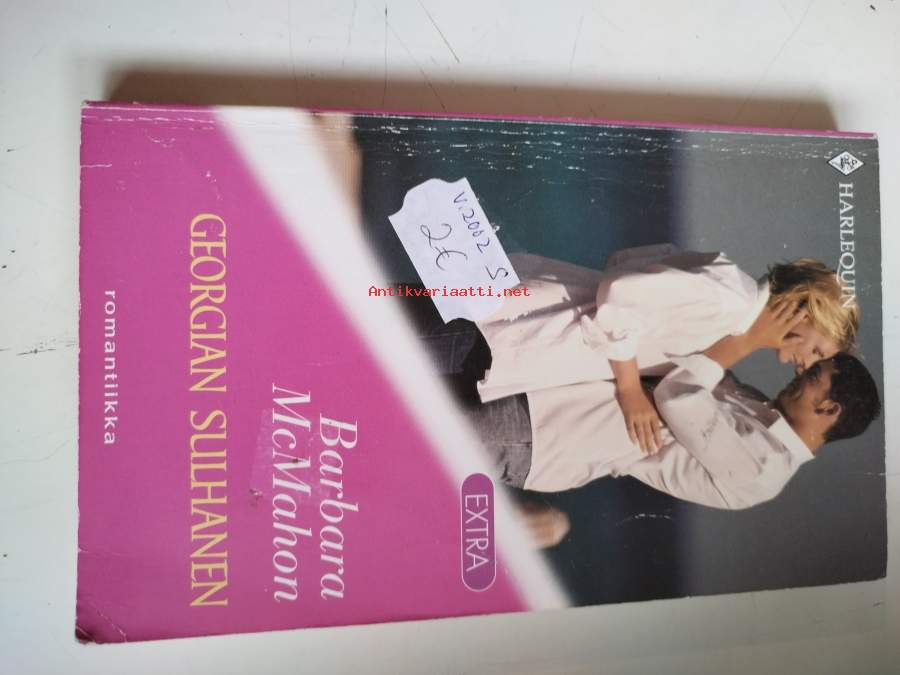 HARLEQUIN
V.2002 S
2€
Antikvariaatti.net
EXTRA
Barbara
McMahon
GEORGIAN SULHANEN
romantiikka